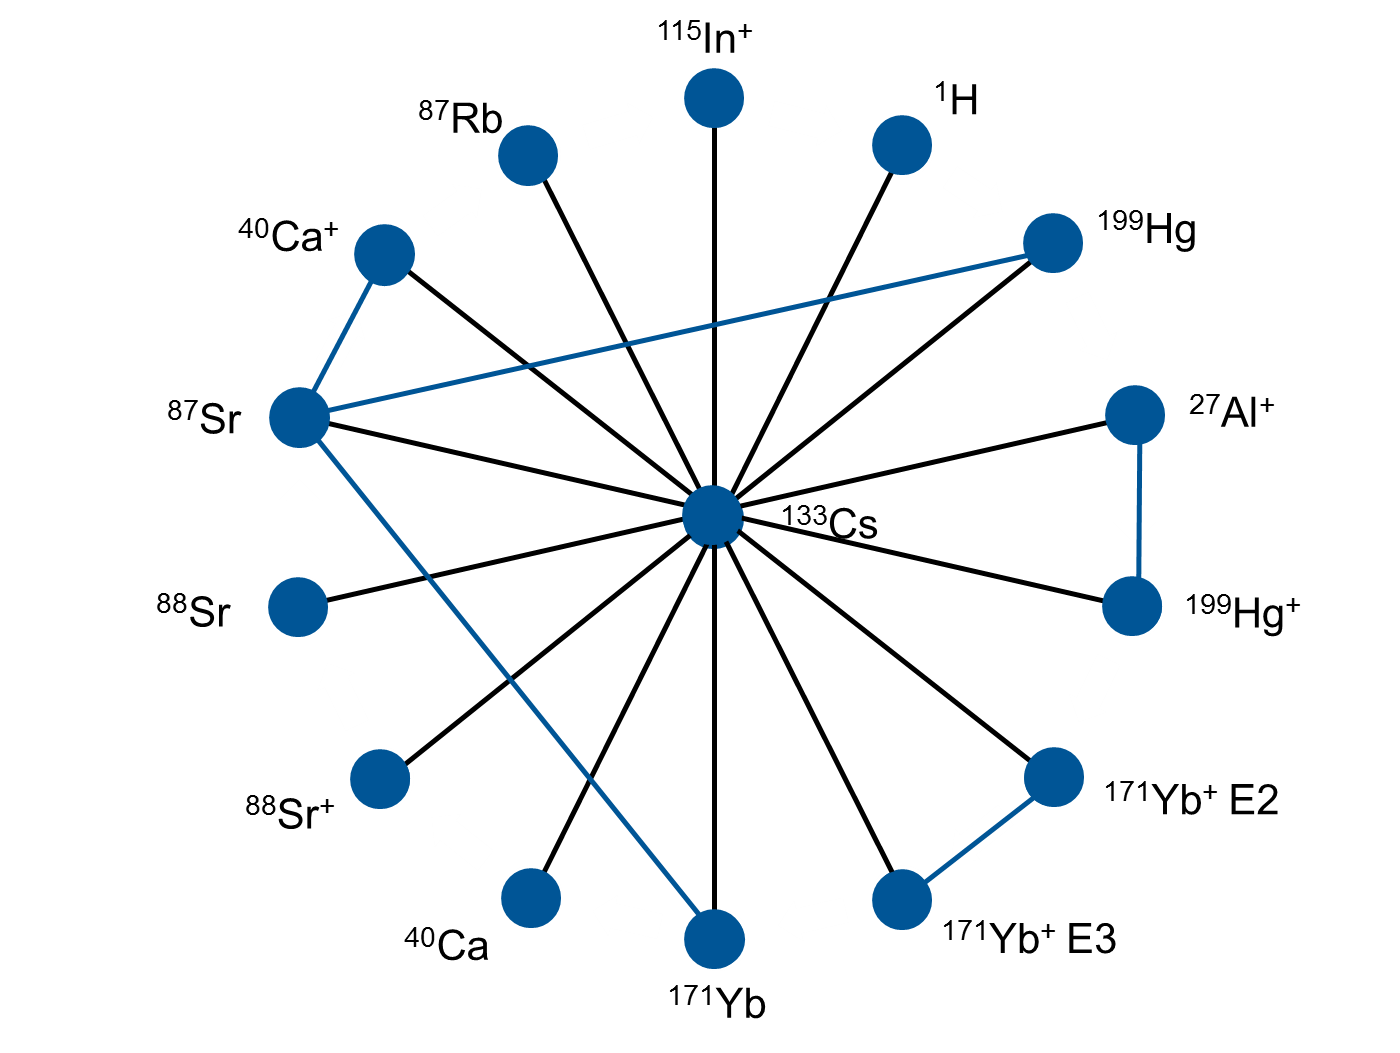 ¹¹⁵In⁺
¹H
⁸⁷Rb
¹⁹⁹Hg
⁴⁰Ca⁺
²⁷Al⁺
⁸⁷Sr
¹³³Cs
⁸⁸Sr
¹⁹⁹Hg⁺
¹⁷¹Yb⁺ E2
⁸⁸Sr⁺
¹⁷¹Yb⁺ E3
⁴⁰Ca
¹⁷¹Yb